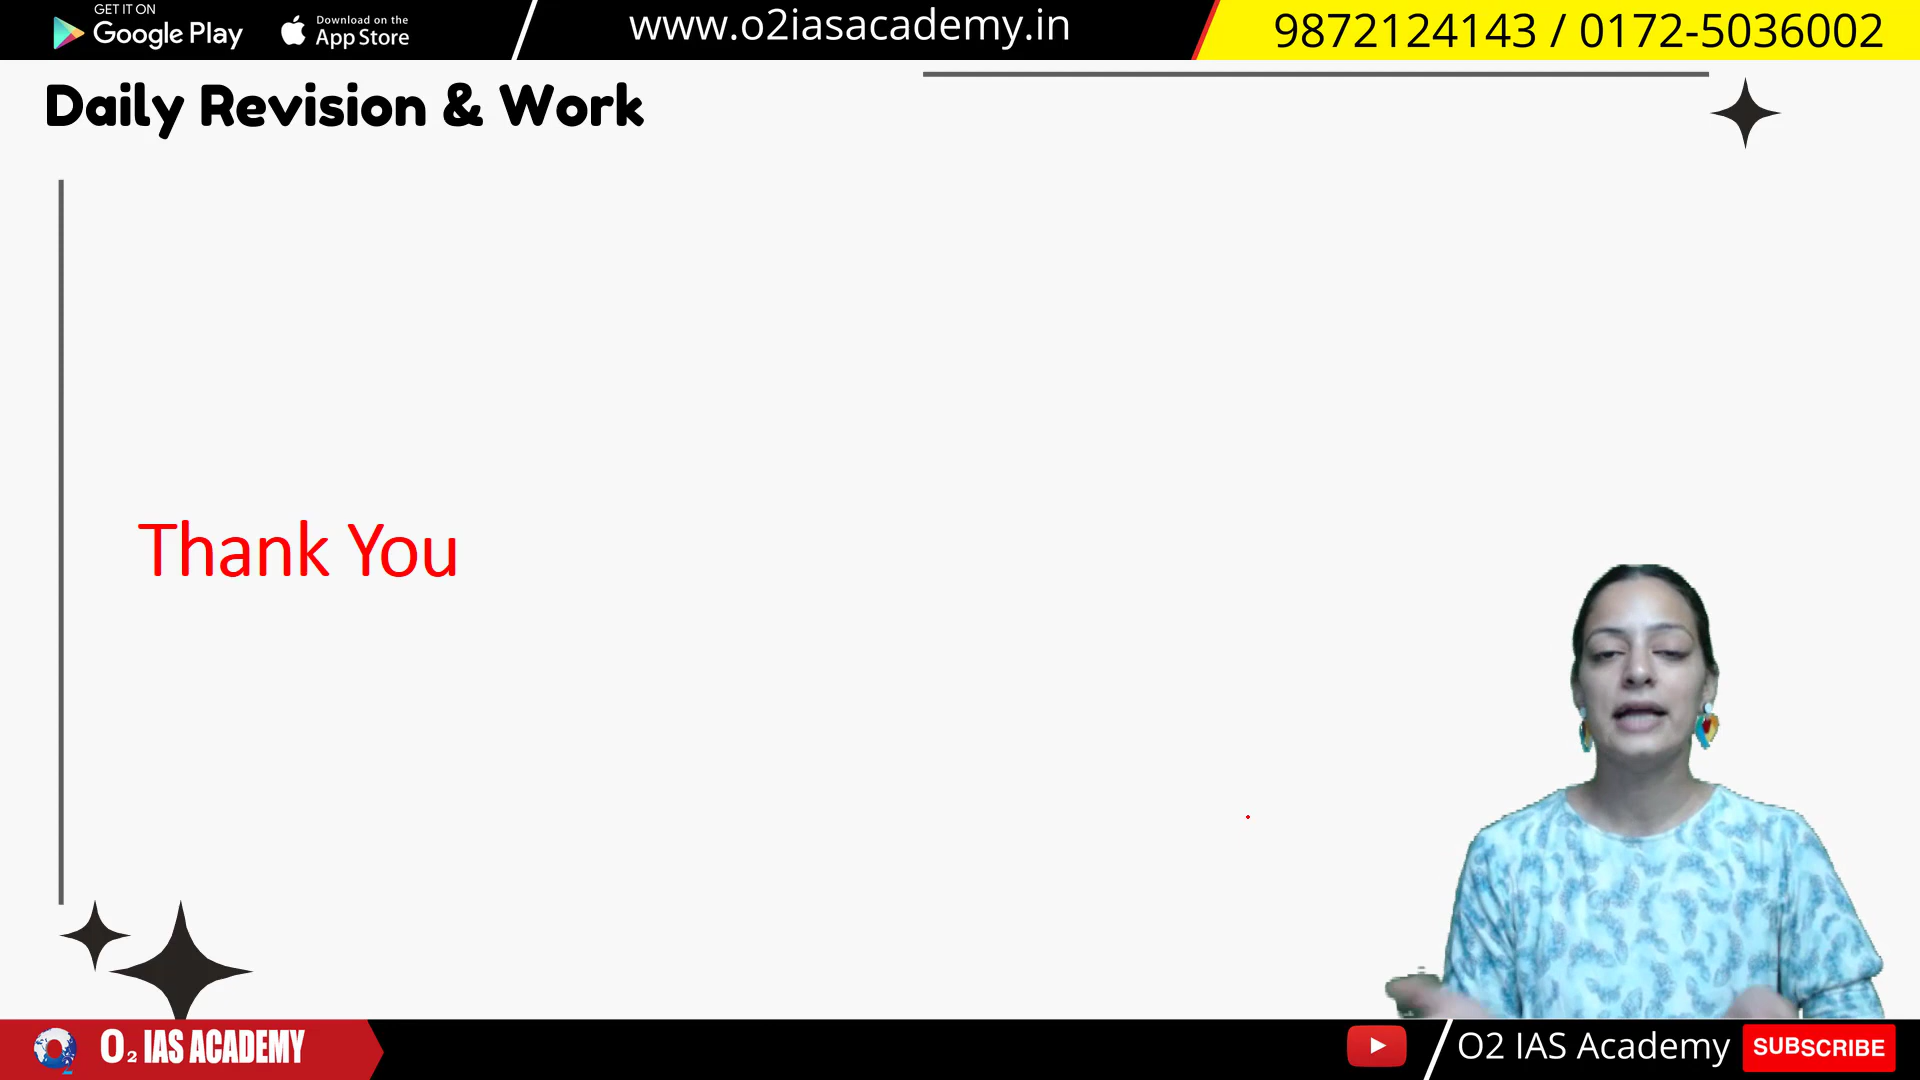 GET IT ON
Google Play
Download on the
App Store
www.o2iasacademy.in
9872124143 / 0172-5036002
Daily Revision & Work
Thank You
O₂ IAS ACADEMY
O2 IAS Academy
SUBSCRIBE